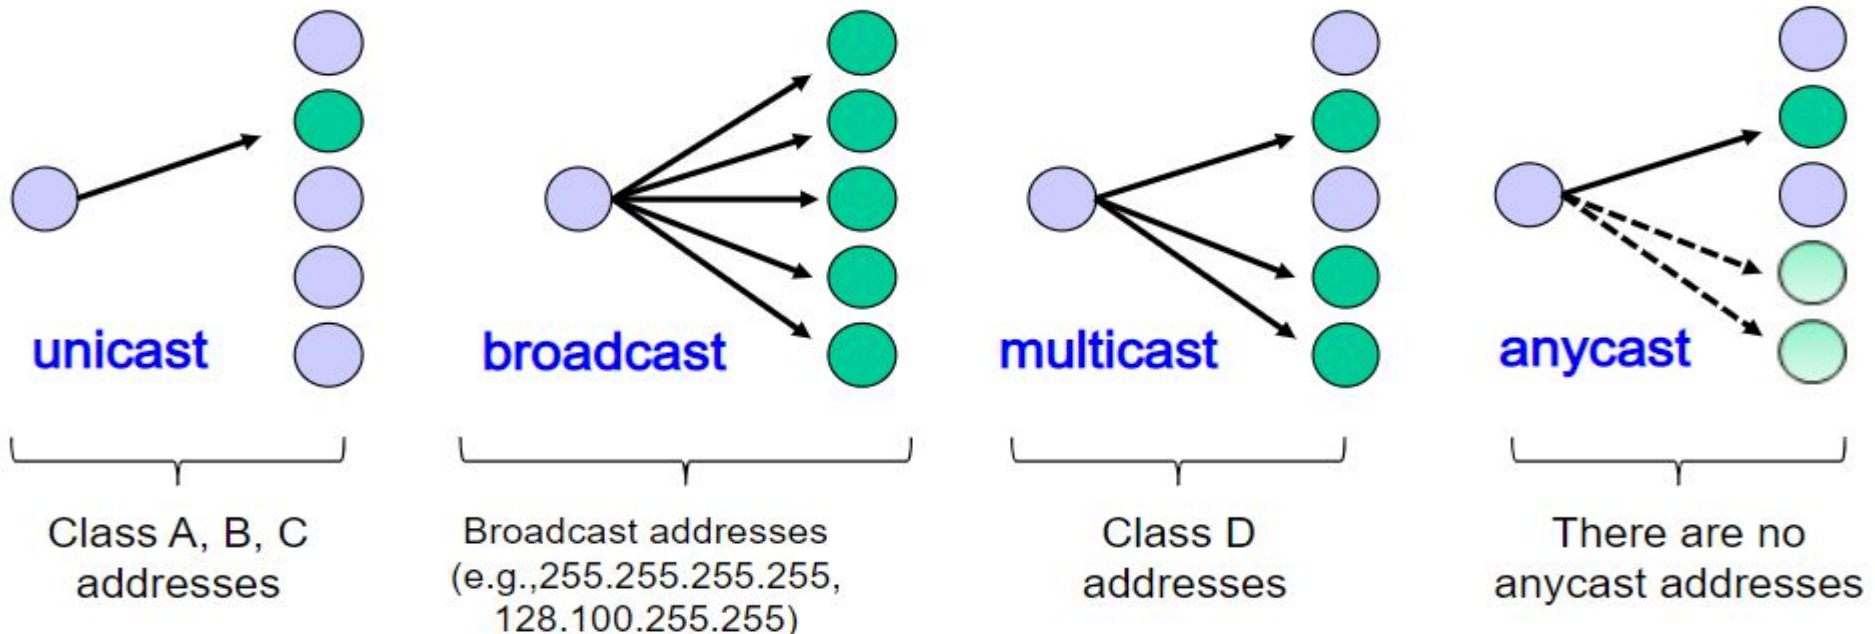 unicast
broadcast
multicast
anycast
Class A, B, C
addresses
Broadcast addresses
(e.g.,255.255.255.255,
128.100.255.255)
Class D
addresses
There are no
anycast addresses